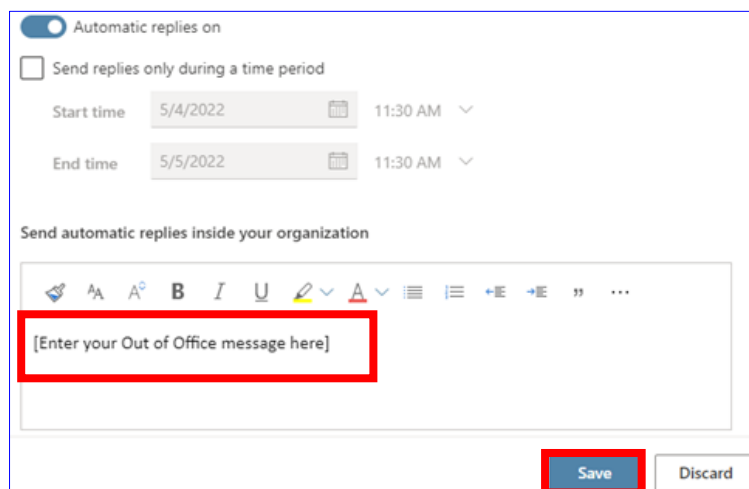 Automatic replies on
Send replies only during a time period
Start time 5/4/2022 11:30 AM
End time 5/5/2022 11:30 AM
Send automatic replies inside your organization
AA A B I U A ” ...
[Enter your Out of Office message here]
Save Discard